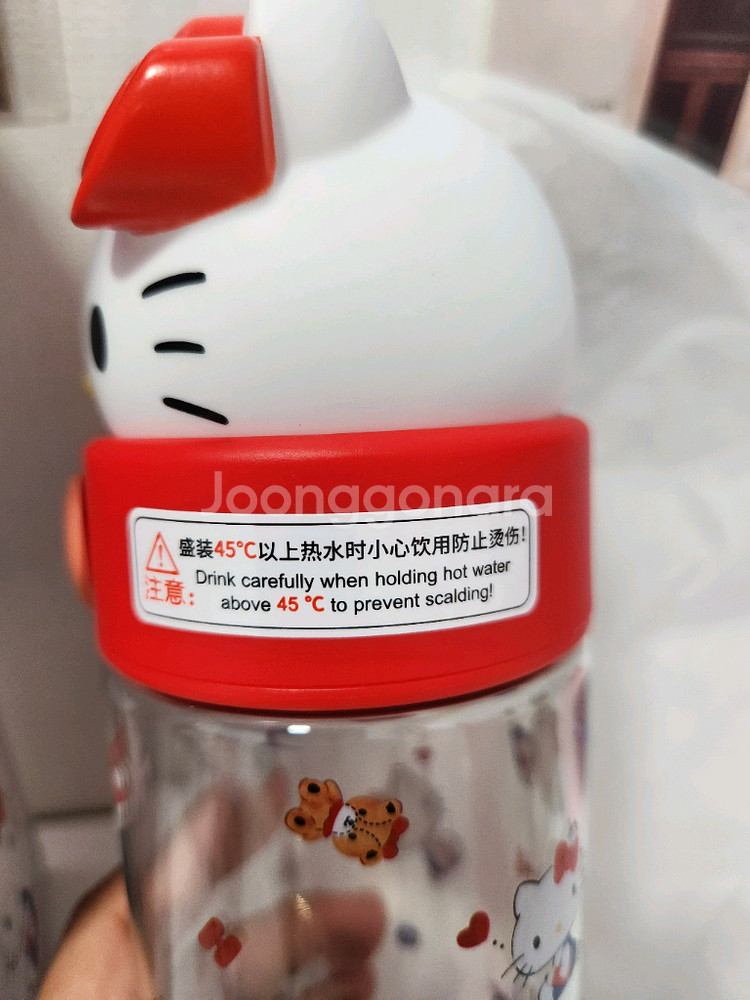 Joonggonara
盛装45℃以上热水时小心饮用防止烫伤!
注意:
Drink carefully when holding hot water
above 45 ℃ to prevent scalding!